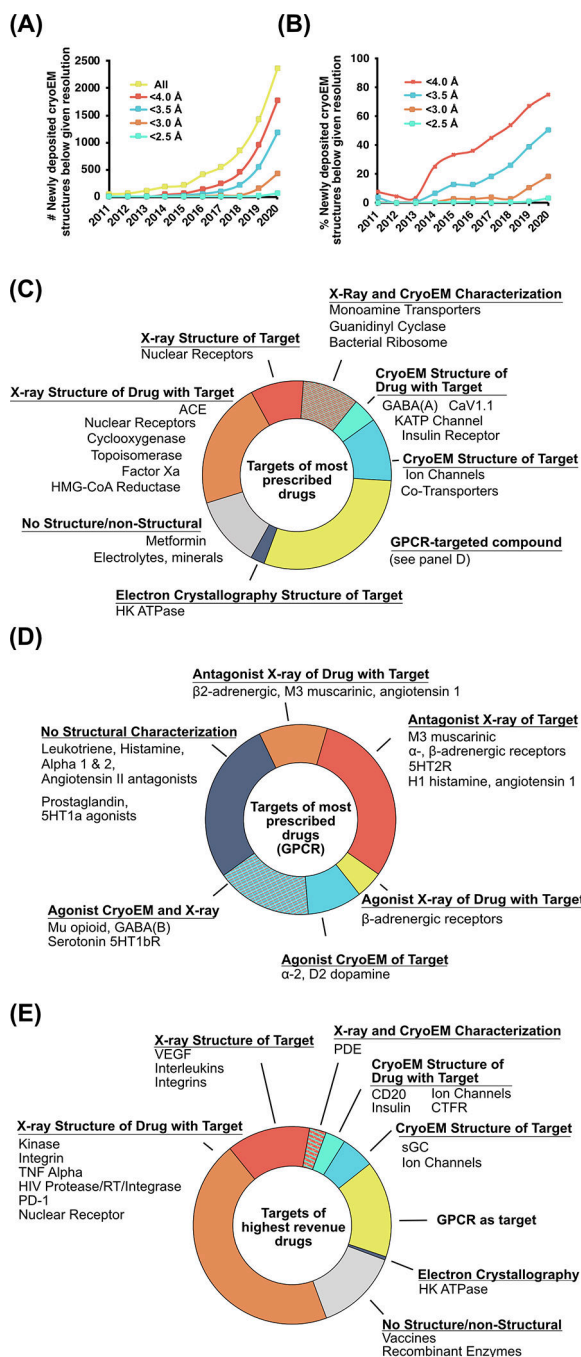 (A)
# Newly deposited cryoEM
structures below given resolution
2500
2000
1500
1000
500
0
All
<4.0 Å
<3.5 Å
<3.0 Å
<2.5 Å
2011
2012
2013
2014
2015
2016
2017
2018
2019
2020
(B)
% Newly deposited cryoEM
structures below given resolution
100
80
60
40
20
0
<4.0 Å
<3.5 Å
<3.0 Å
<2.5 Å
2011
2012
2013
2014
2015
2016
2017
2018
2019
2020
(C)
X-Ray and CryoEM Characterization
Monoamine Transporters
Guanidinyl Cyclase
Bacterial Ribosome
X-ray Structure of Target
Nuclear Receptors
CryoEM Structure of
Drug with Target
GABA(A) CaV1.1
KATP Channel
Insulin Receptor
X-ray Structure of Drug with Target
ACE
Nuclear Receptors
Cyclooxygenase
Topoisomerase
Factor Xa
HMG-CoA Reductase
Targets of most
prescribed drugs
CryoEM Structure of Target
Ion Channels
Co-Transporters
No Structure/non-Structural
Metformin
Electrolytes, minerals
GPCR-targeted compound
(see panel D)
Electron Crystallography Structure of Target
HK ATPase
(D)
Antagonist X-ray of Drug with Target
β2-adrenergic, M3 muscarinic, angiotensin 1
No Structural Characterization
Leukotriene, Histamine,
Alpha 1 & 2,
Angiotensin II antagonists
Prostaglandin,
5HT1a agonists
Antagonist X-ray of Target
M3 muscarinic
α-, β-adrenergic receptors
5HT2R
H1 histamine, angiotensin 1
Targets of most
prescribed
drugs
(GPCR)
Agonist X-ray of Drug with Target
β-adrenergic receptors
Agonist CryoEM and X-ray
Mu opioid, GABA(B)
Serotonin 5HT1bR
Agonist CryoEM of Target
α-2, D2 dopamine
(E)
X-ray and CryoEM Characterization
PDE
X-ray Structure of Target
VEGF
Interleukins
Integrins
CryoEM Structure of
Drug with Target
CD20 Ion Channels
Insulin CTFR
X-ray Structure of Drug with Target
Kinase
Integrin
TNF Alpha
HIV Protease/RT/Integrase
PD-1
Nuclear Receptor
CryoEM Structure of Target
sGC
Ion Channels
Targets of
highest revenue
drugs
GPCR as target
Electron Crystallography
HK ATPase
No Structure/non-Structural
Vaccines
Recombinant Enzymes